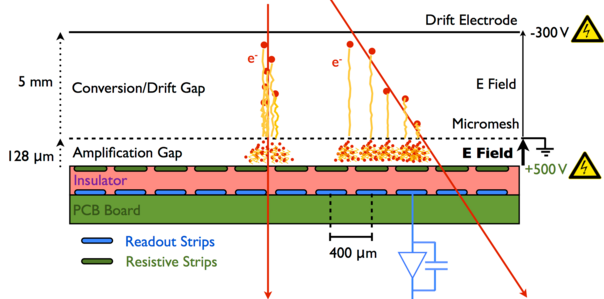 Drift Electrode
-300 V
e-
e-
5 mm
Conversion/Drift Gap
E Field
Micromesh
128 µm
Amplification Gap
E Field
+500 V
Insulator
PCB Board
Readout Strips
400 µm
Resistive Strips